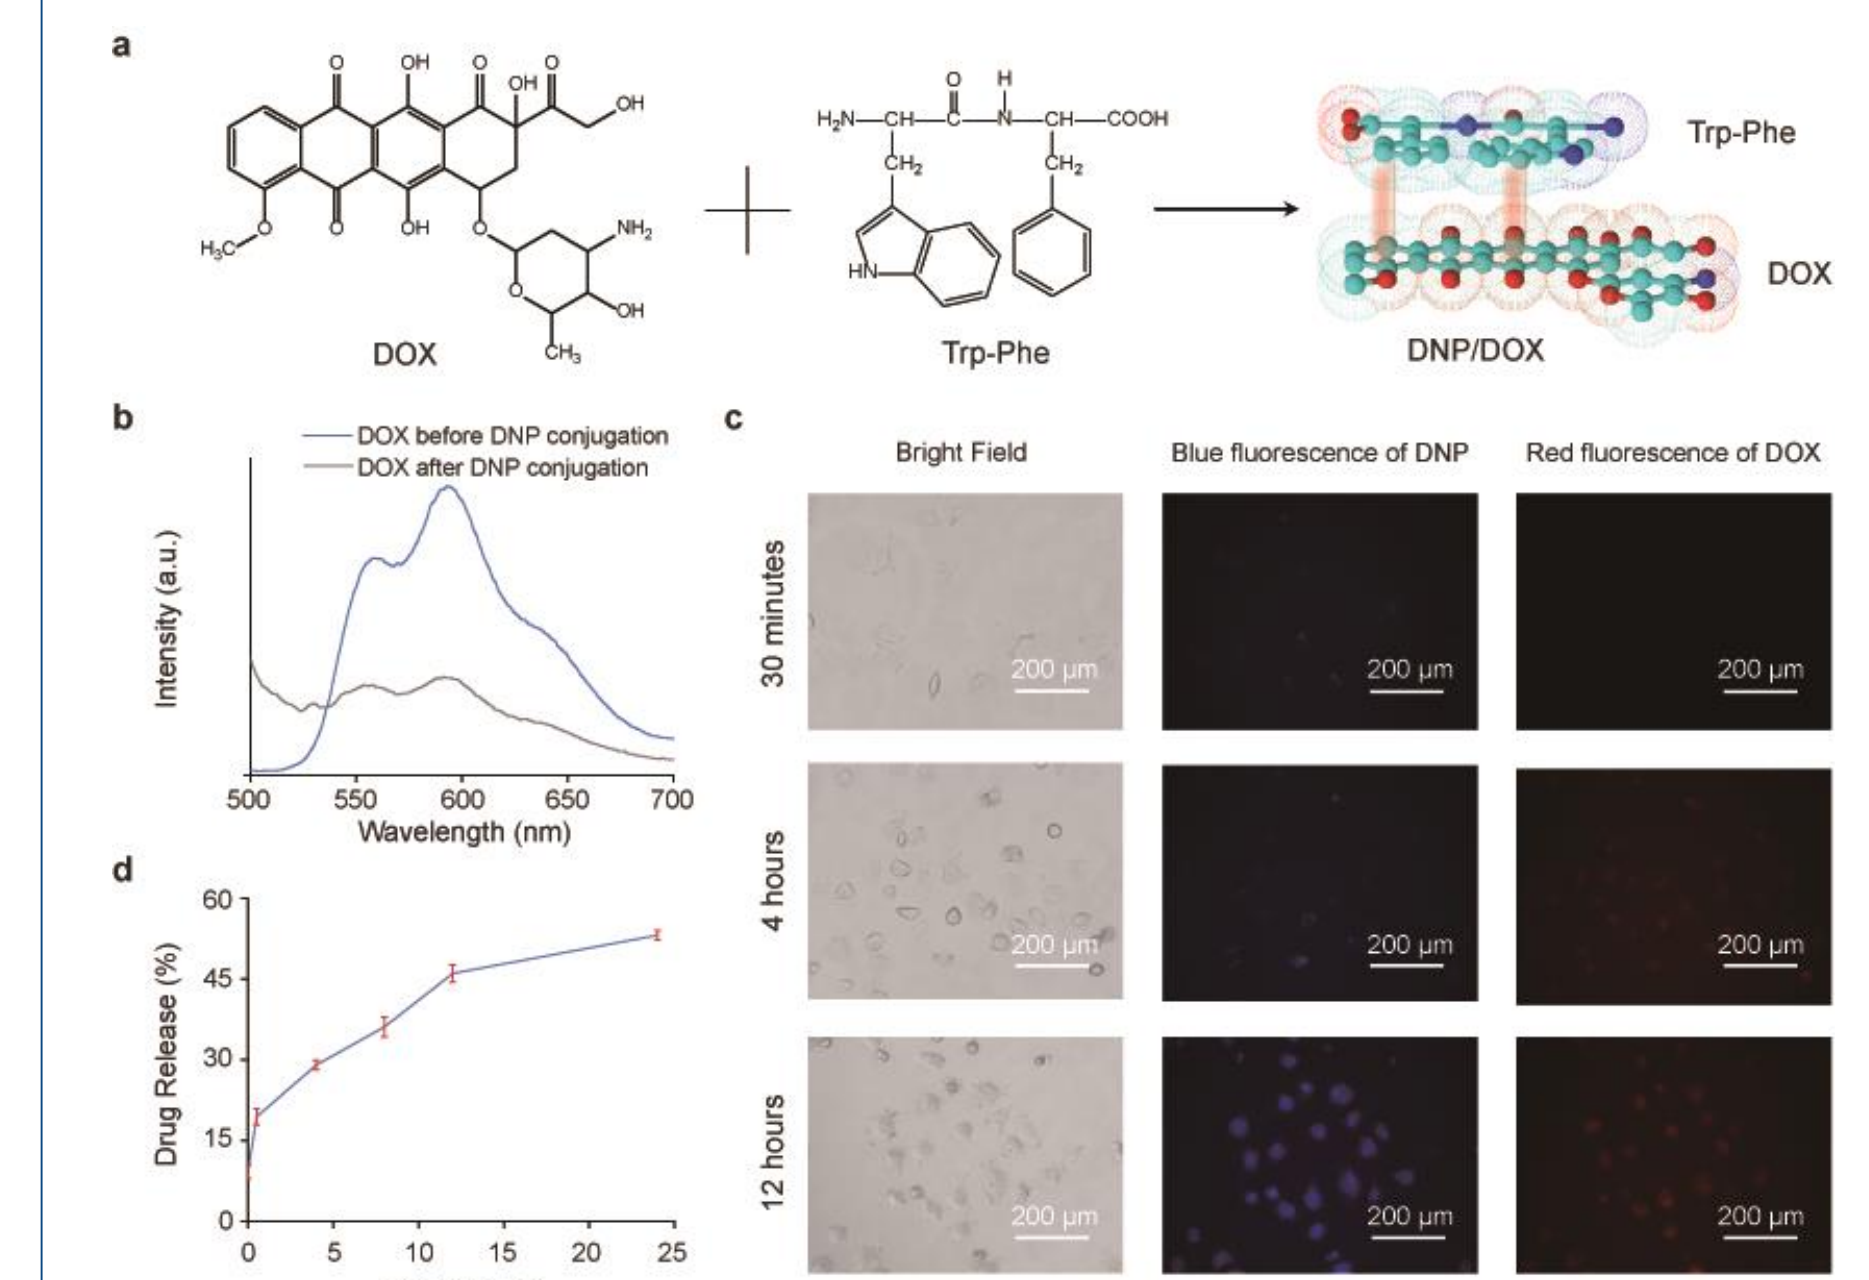 a
O OH O OH O OH
H₃C O O OH O NH₂
O OH
CH₃
DOX
O H
H₂N CH C N CH COOH
CH₂ CH₂
HN
Trp-Phe
Trp-Phe
DOX
DNP/DOX
b
DOX before DNP conjugation
DOX after DNP conjugation
Intensity (a.u.)
500 550 600 650 700
Wavelength (nm)
c
Bright Field Blue fluorescence of DNP Red fluorescence of DOX
30 minutes
200 μm 200 μm 200 μm
4 hours
200 μm 200 μm 200 μm
12 hours
200 μm 200 μm 200 μm
d
Drug Release (%)
60
45
30
15
0
0 5 10 15 20 25